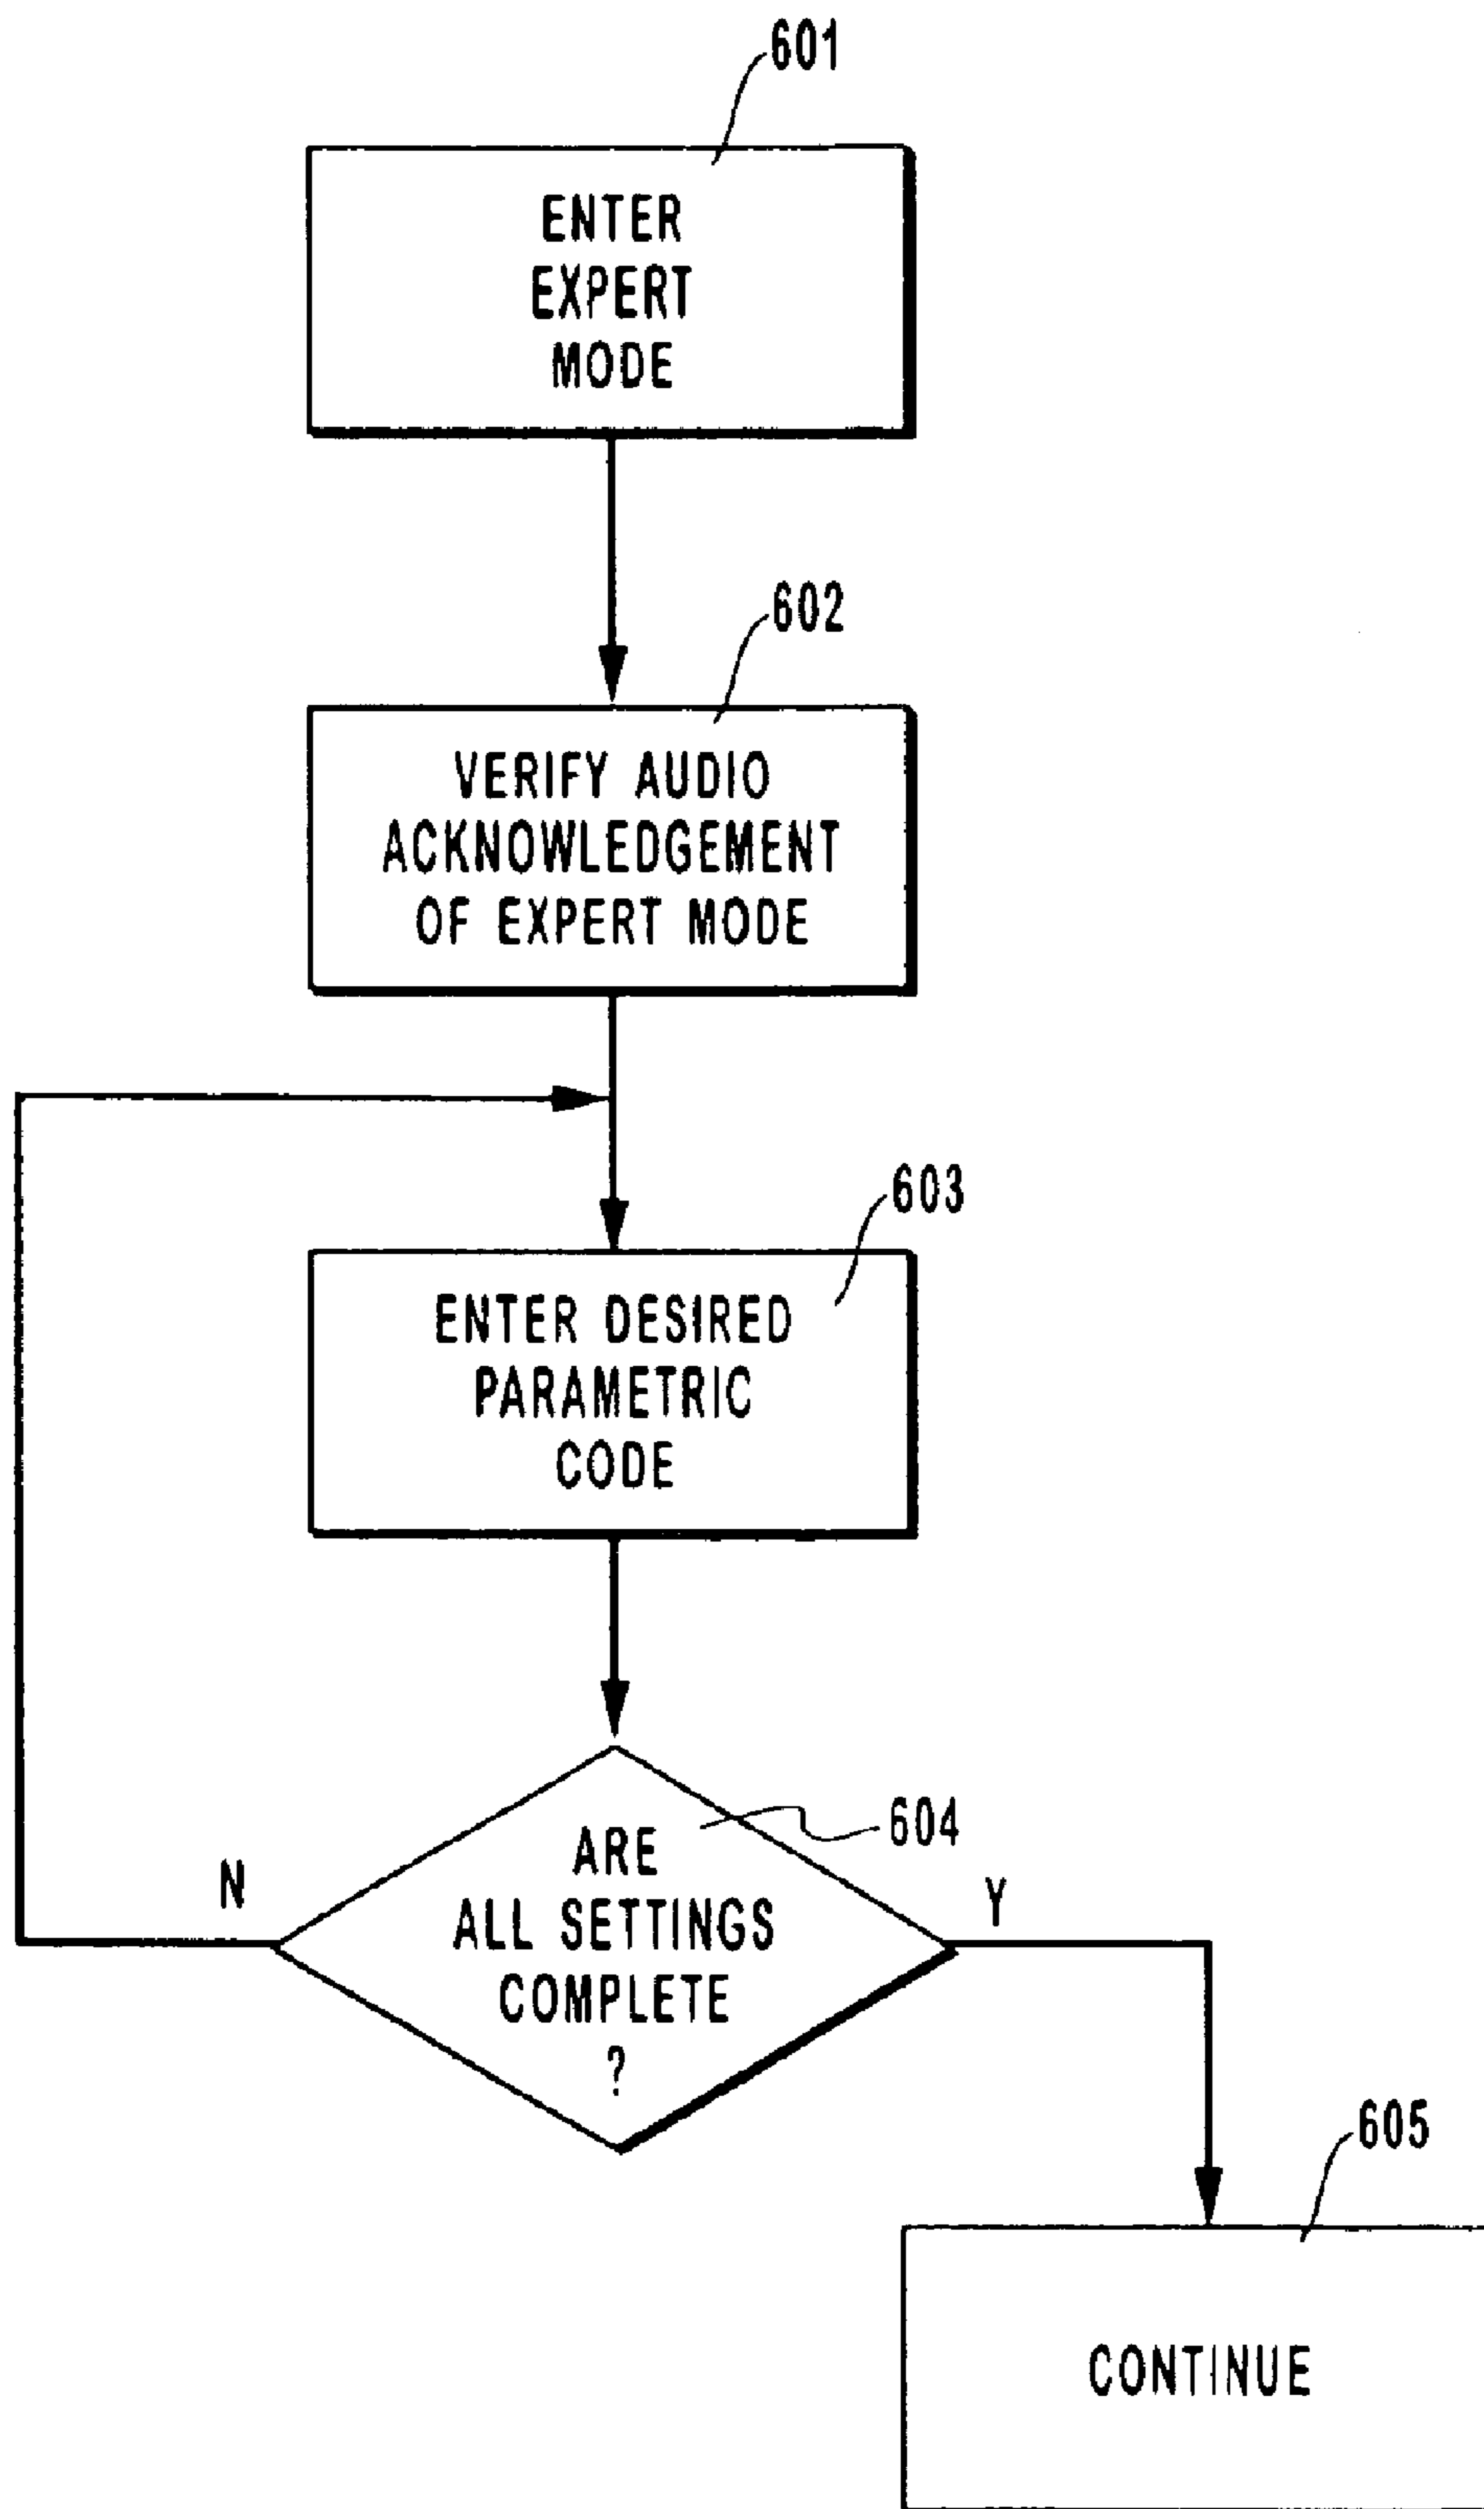 601
ENTER
EXPERT
MODE
602
VERIFY AUDIO
ACKNOWLEDGEMENT
OF EXPERT MODE
603
ENTER DESIRED
PARAMETRIC
CODE
604
ARE
ALL SETTINGS
COMPLETE
?
N
Y
605
CONTINUE